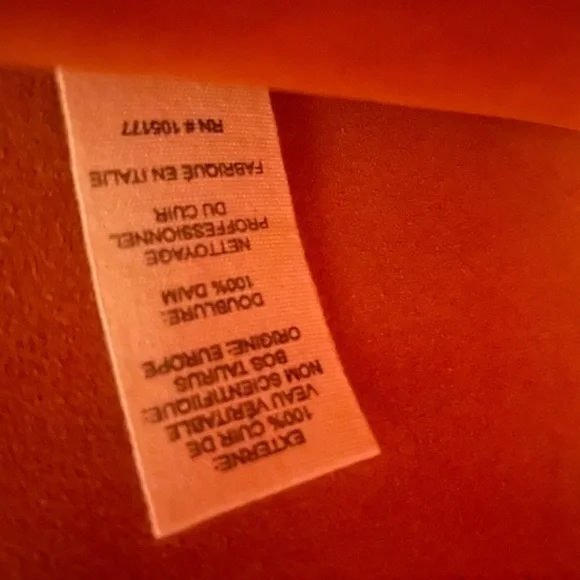 EXTERNE:
100% CUIR DE
VEAU VÉRITABLE
NOM SCIENTIFIQUE:
BOS TAURUS
ORIGINE: EUROPE
DOUBLURE:
100% DAIM
NETTOYAGE
PROFFESSIONNEL
DU CUIR
FABRIQUÉ EN ITALIE
RN # 105177